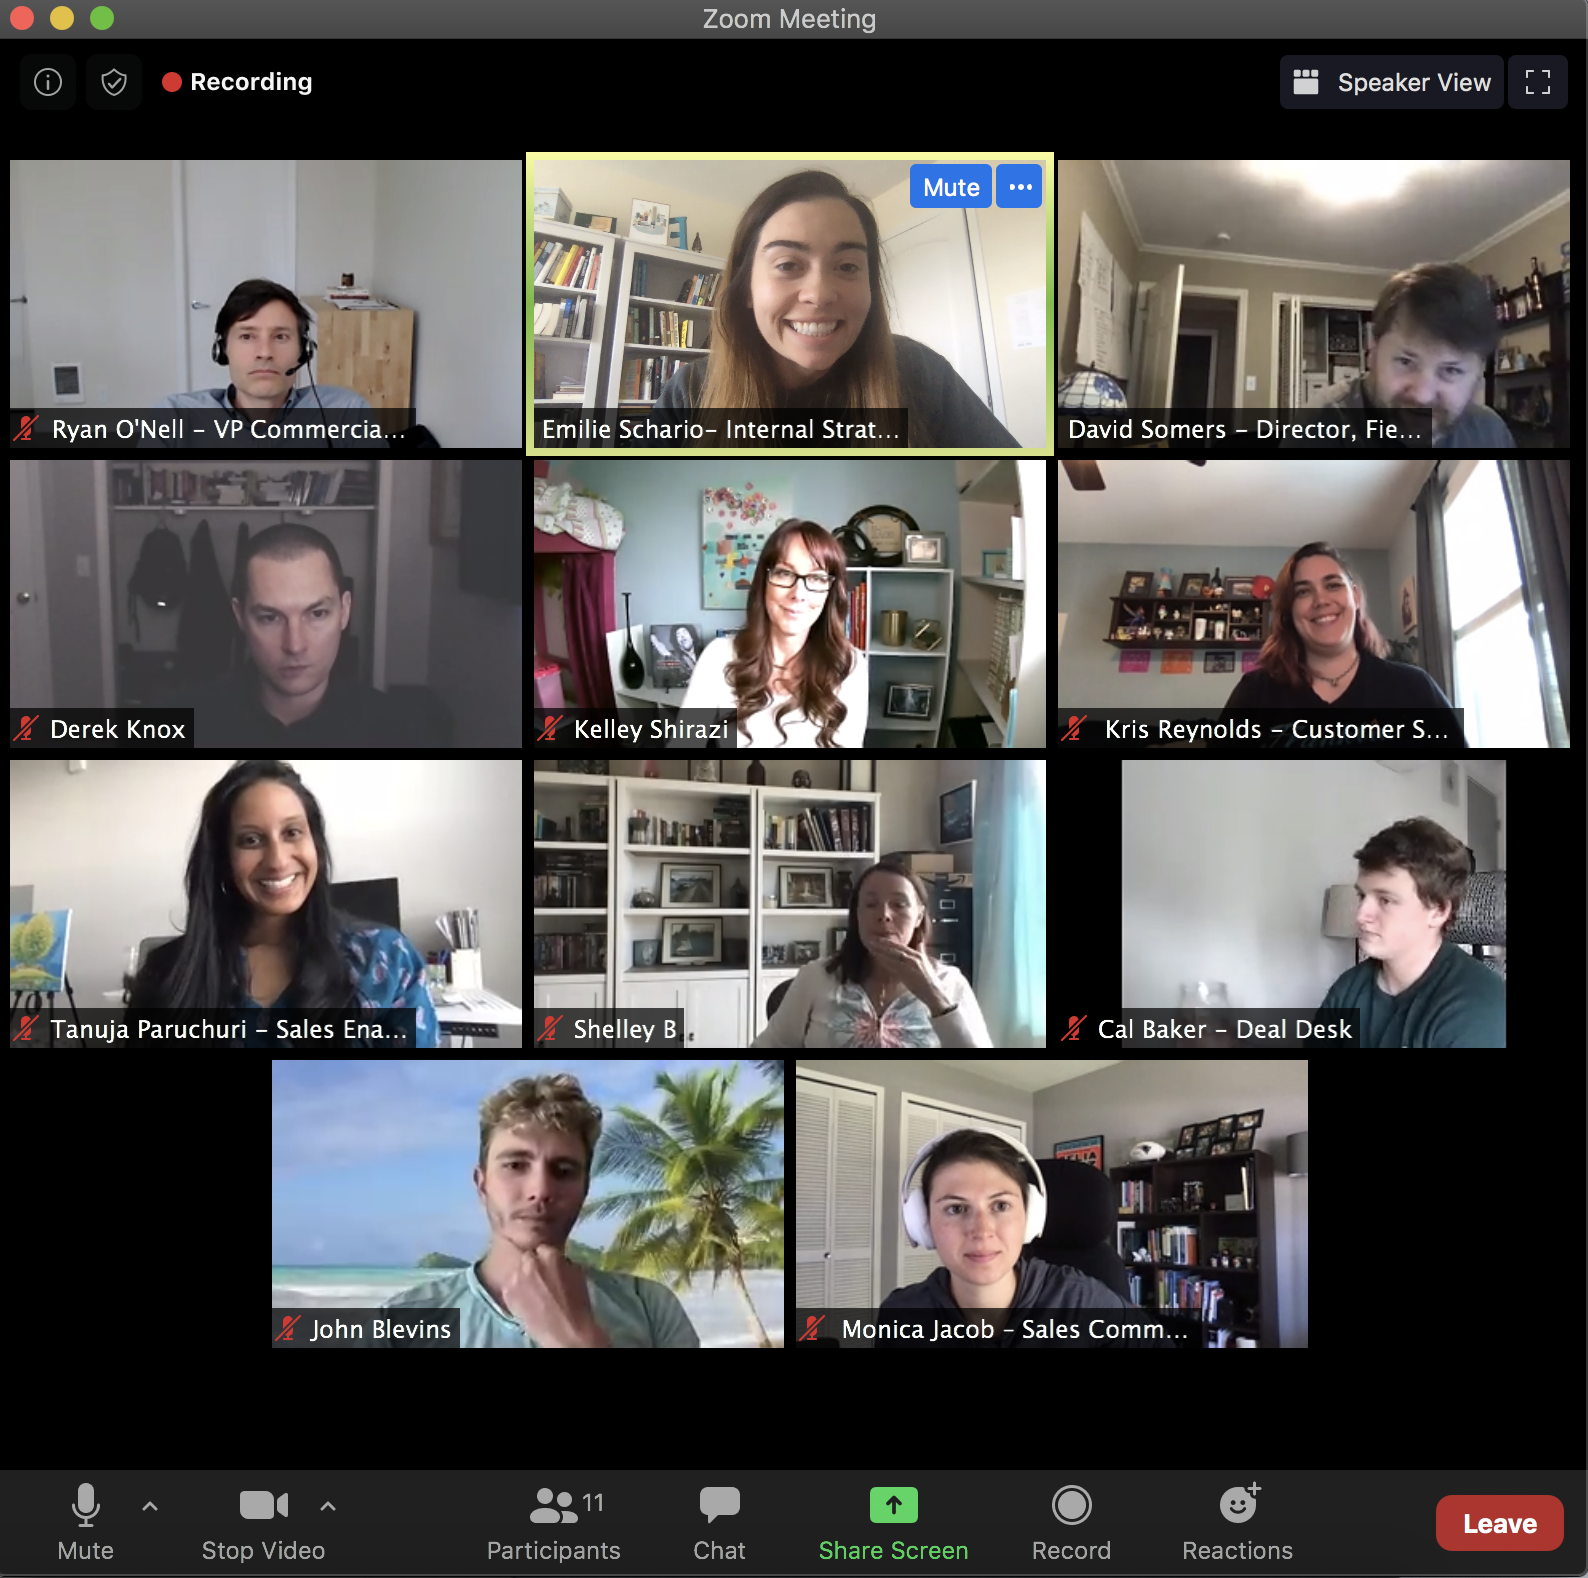 Zoom Meeting
Recording
Speaker View
Mute
Ryan O'Nell – VP Commercia...
Emilie Schario– Internal Strat...
David Somers – Director, Fie...
Derek Knox
Kelley Shirazi
Kris Reynolds – Customer S...
Tanuja Paruchuri – Sales Ena...
Shelley B
Cal Baker – Deal Desk
John Blevins
Monica Jacob – Sales Comm...
11
Mute
Stop Video
Participants
Chat
Share Screen
Record
Reactions
Leave